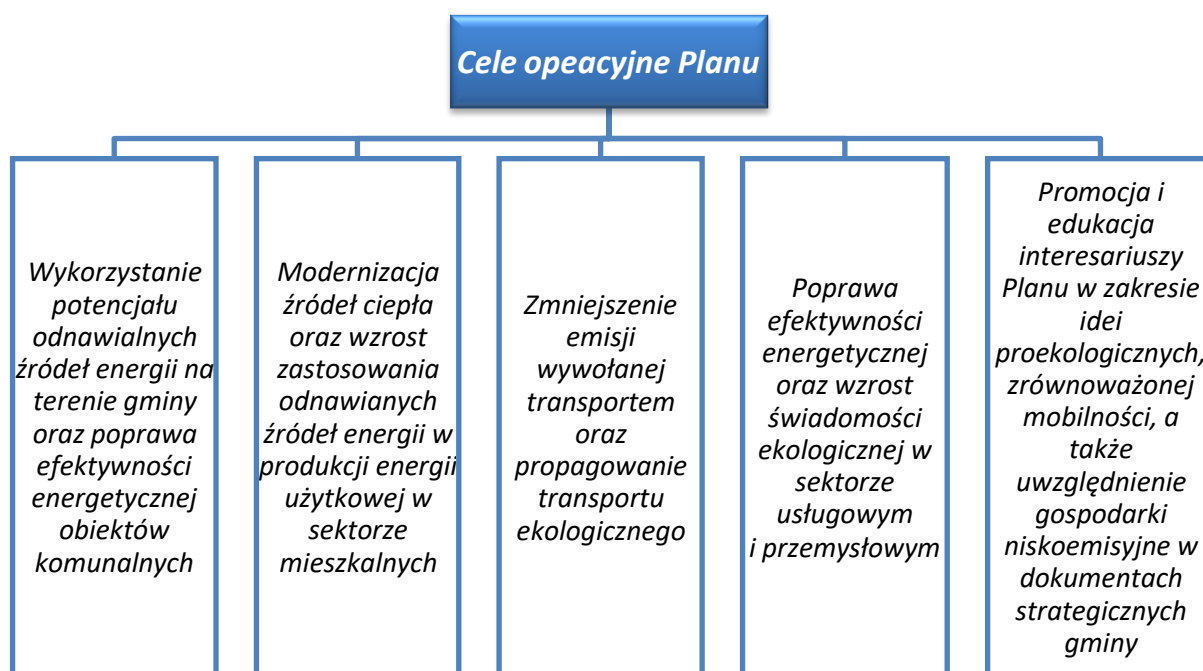 Cele opeacyjne Planu
Wykorzystanie
potencjału
odnawialnych
źródeł energii na
terenie gminy
oraz poprawa
efektywności
energetycznej
obiektów
komunalnych
Modernizacja
źródeł ciepła
oraz wzrost
zastosowania
odnawianych
źródeł energii w
produkcji energii
użytkowej w
sektorze
mieszkalnych
Zmniejszenie
emisji
wywołanej
transportem
oraz
propagowanie
transportu
ekologicznego
Poprawa
efektywności
energetycznej
oraz wzrost
świadomości
ekologicznej w
sektorze
usługowym
i przemysłowym
Promocja i
edukacja
interesariuszy
Planu w zakresie
idei
proekologicznych,
zrównoważonej
mobilności, a
także
uwzględnienie
gospodarki
niskoemisyjne w
dokumentach
strategicznych
gminy